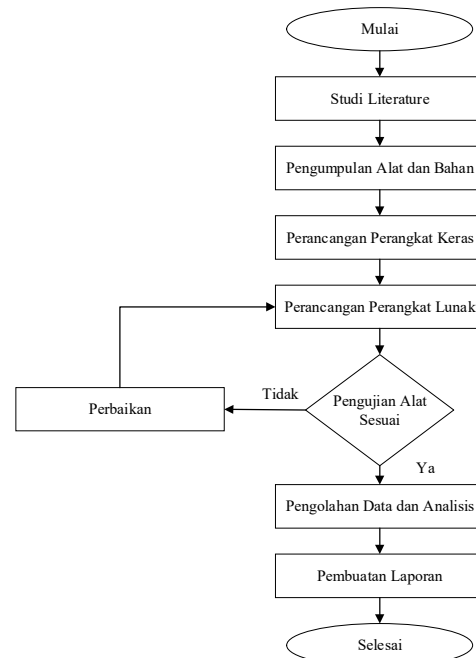 Mulai
Studi Literature
Pengumpulan Alat dan Bahan
Perancangan Perangkat Keras
Perancangan Perangkat Lunak
Perbaikan
Tidak
Pengujian Alat
Sesuai
Ya
Pengolahan Data dan Analisis
Pembuatan Laporan
Selesai